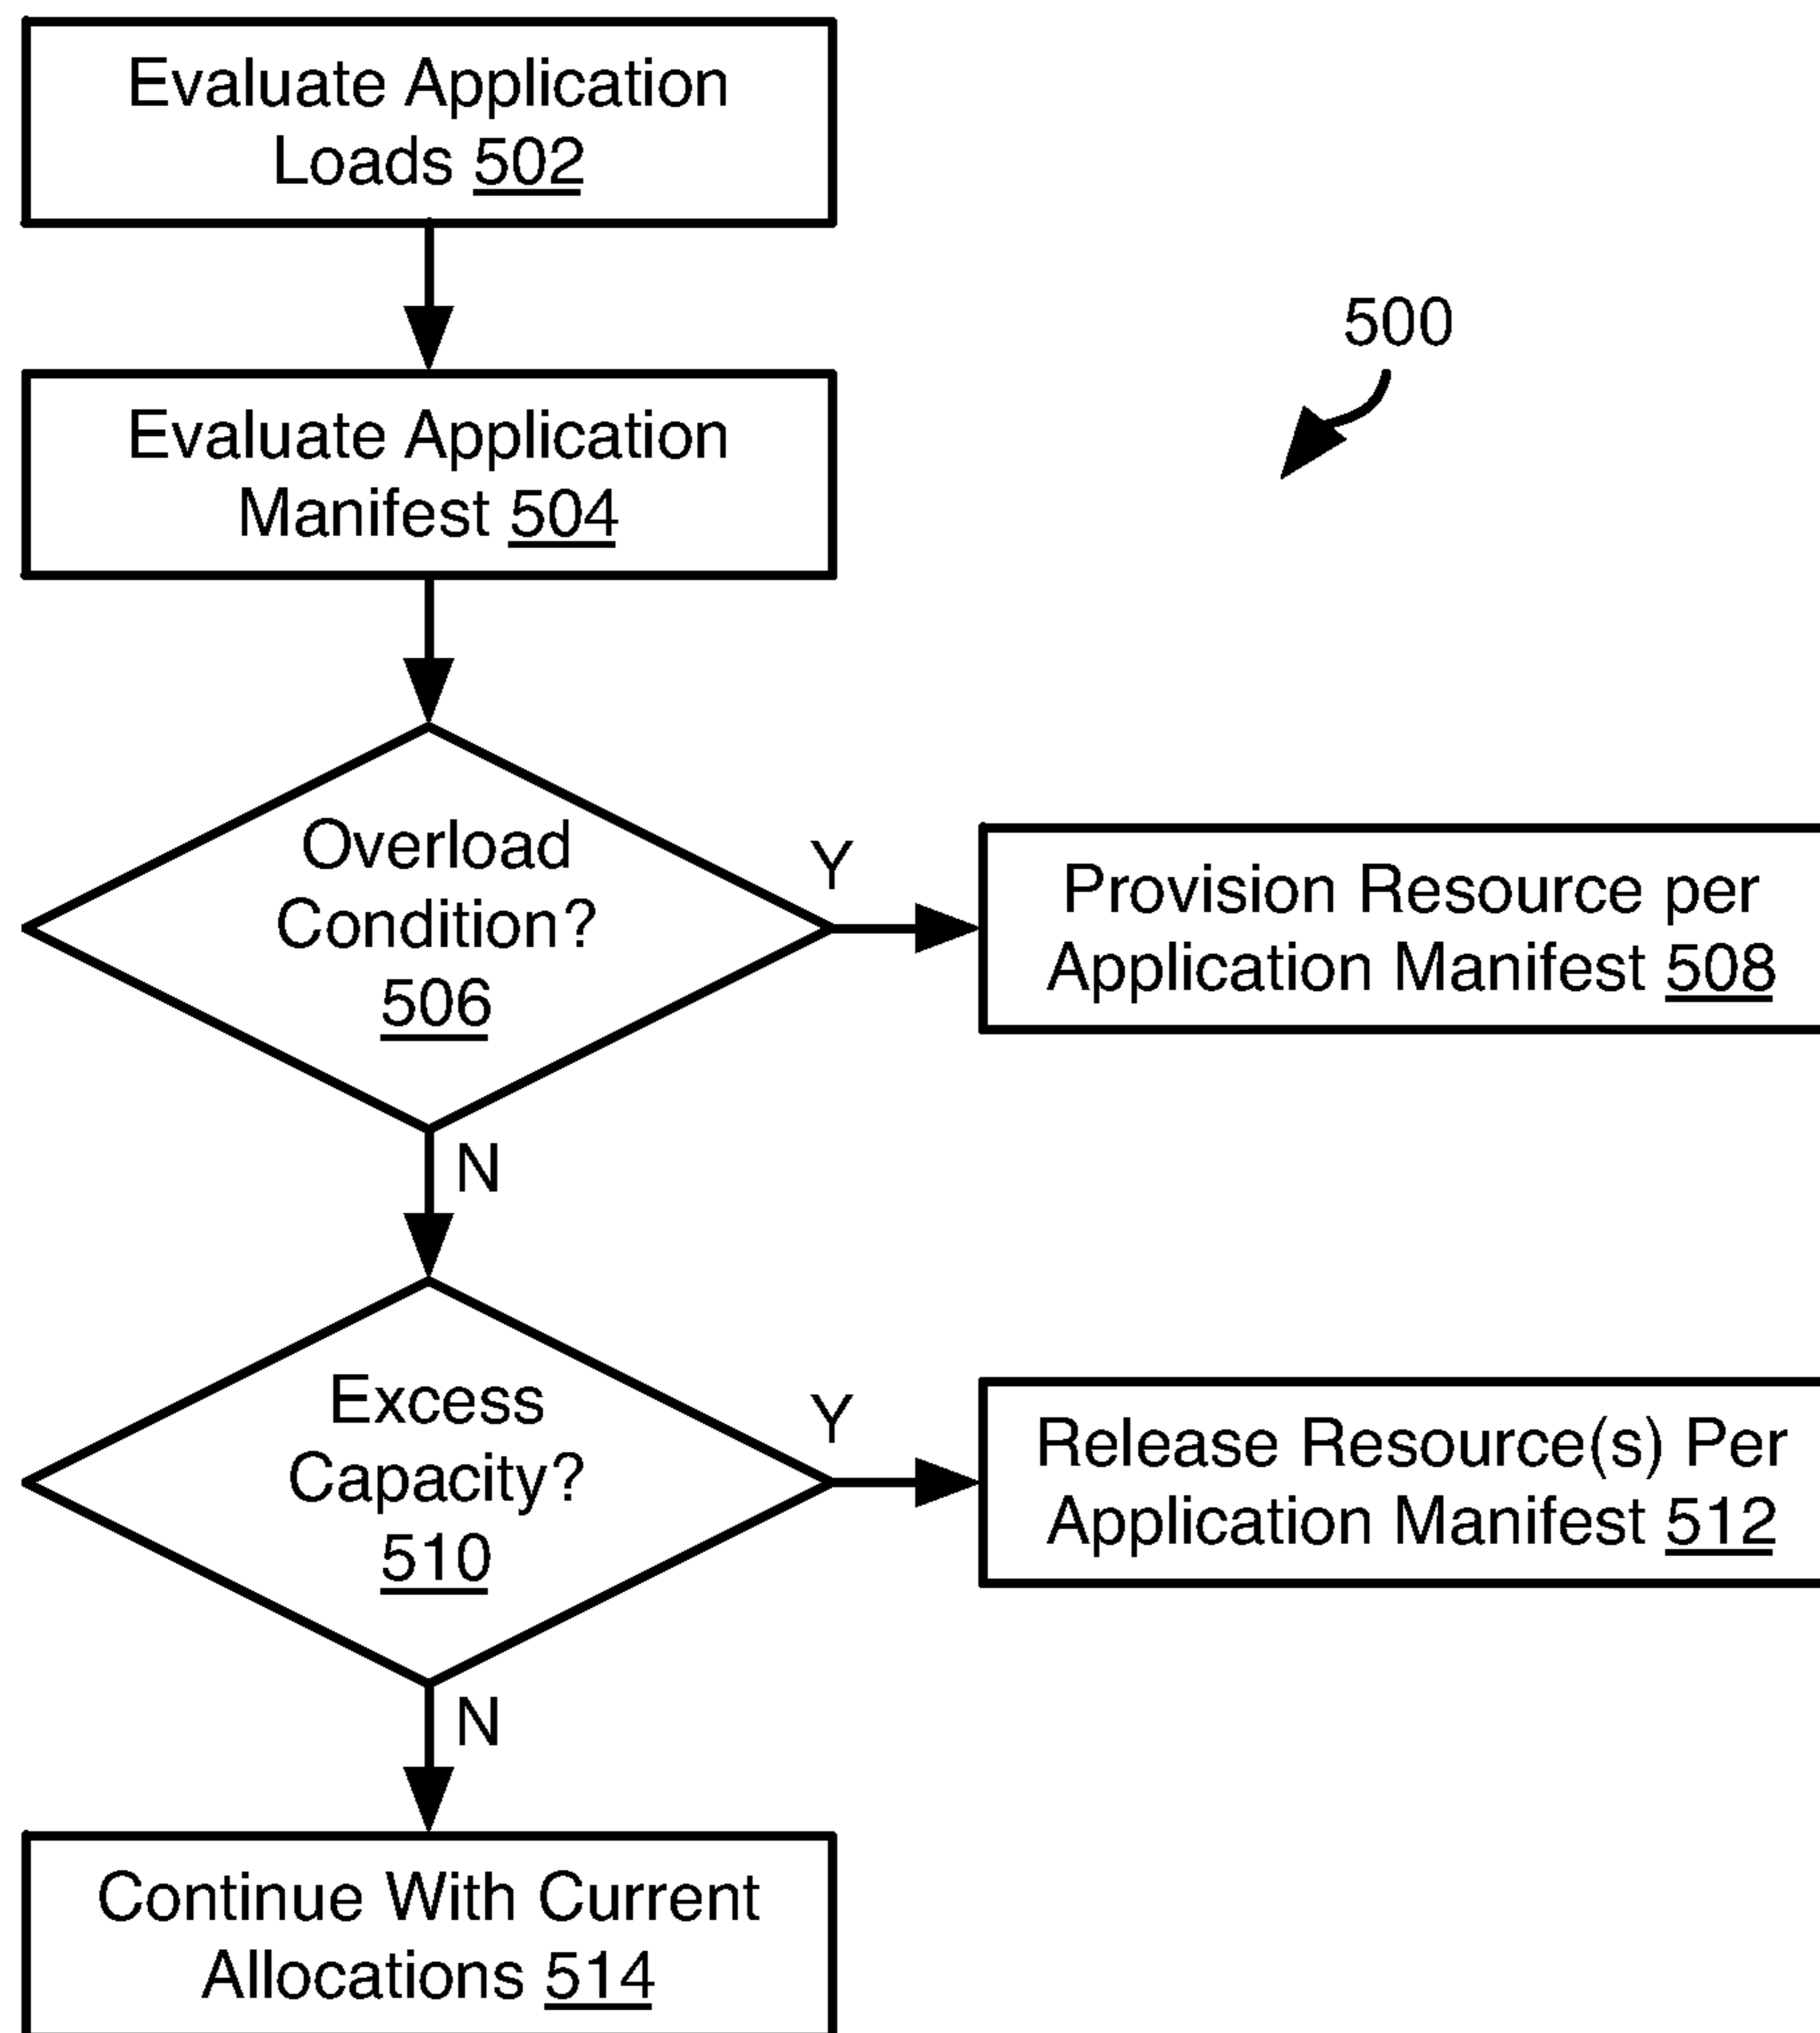 Evaluate Application
Loads 502
500
Evaluate Application
Manifest 504
Overload
Condition?
506
Y
Provision Resource per
Application Manifest 508
N
Excess
Capacity?
510
Y
Release Resource(s) Per
Application Manifest 512
N
Continue With Current
Allocations 514